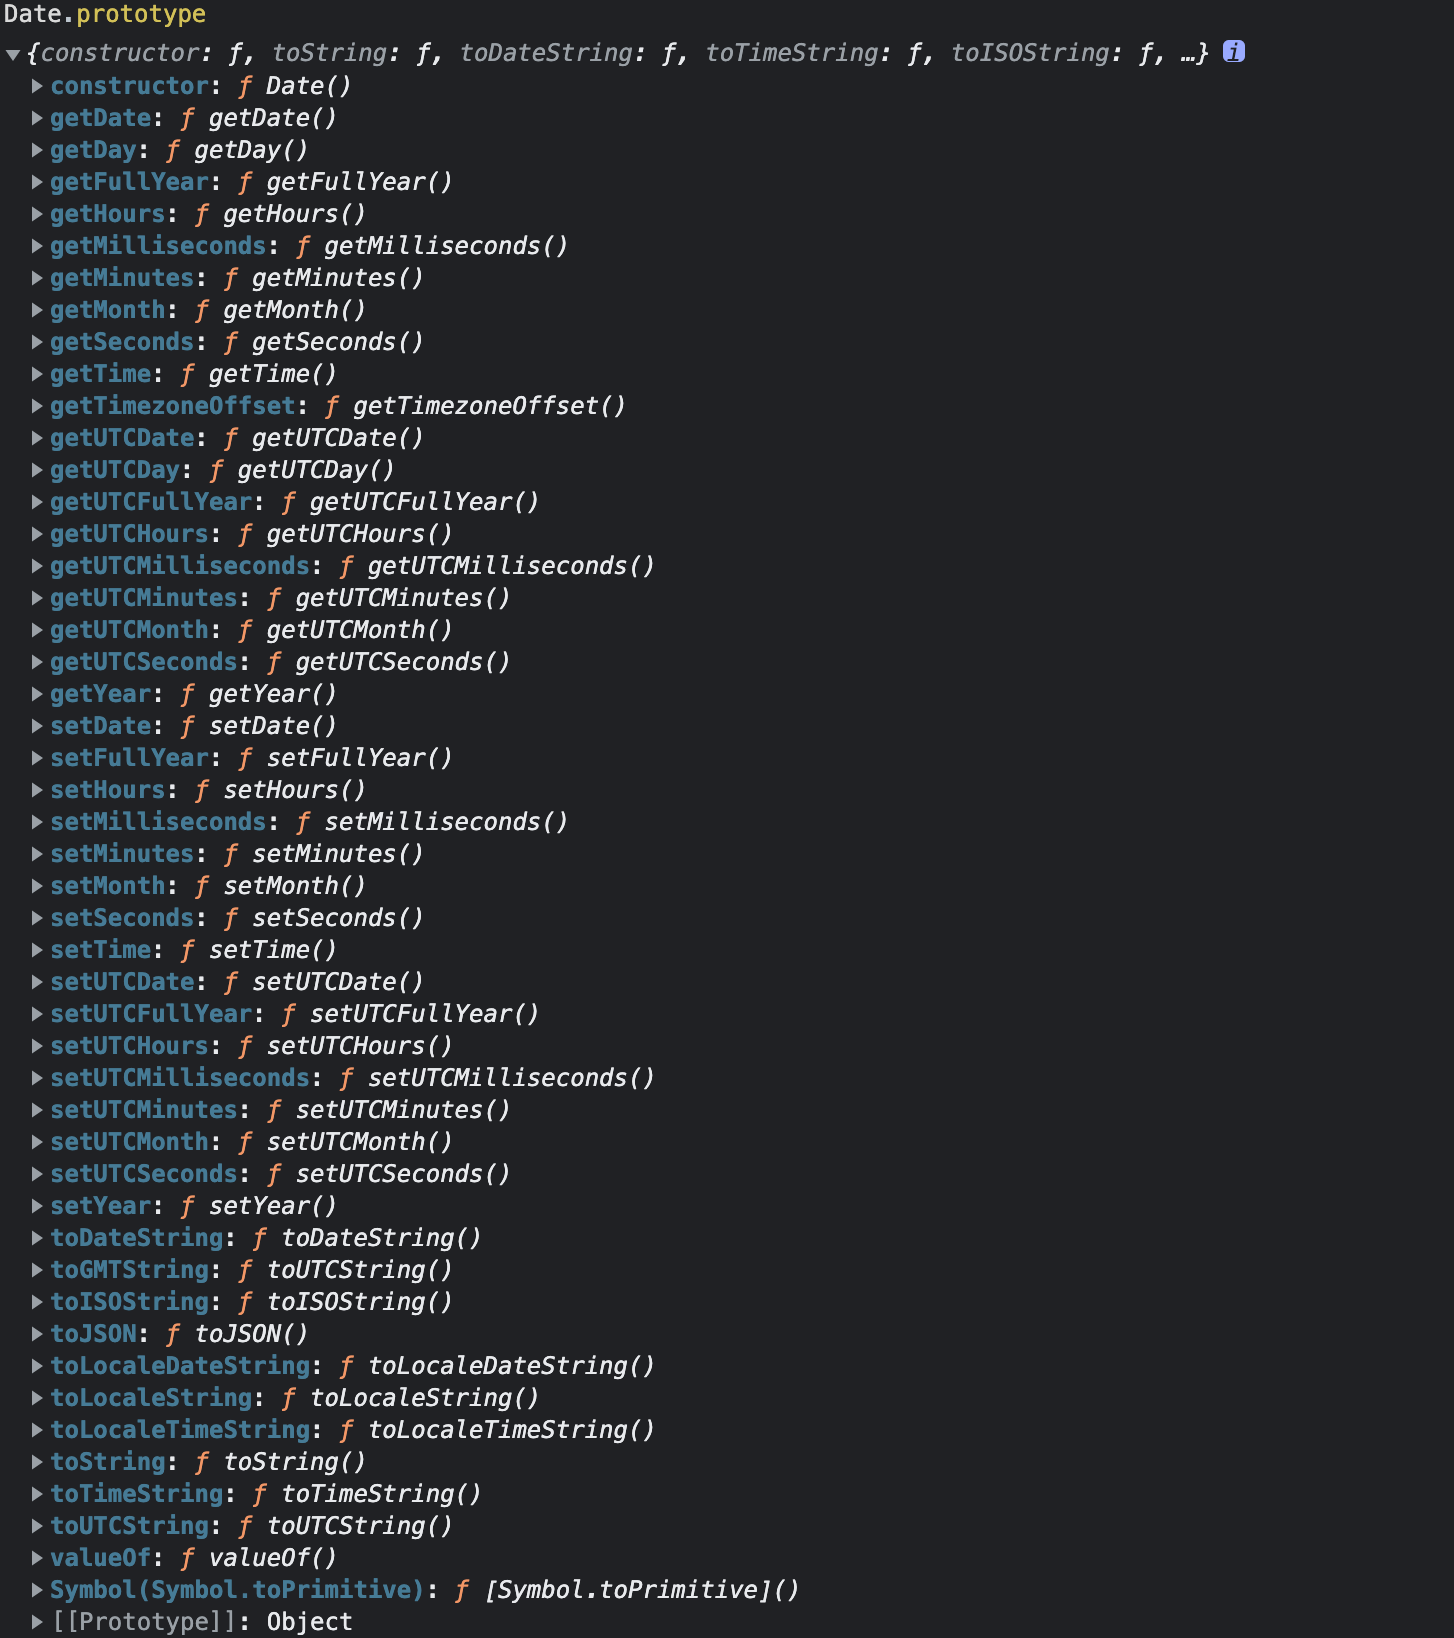 Date.prototype
▼{constructor: ƒ, toString: ƒ, toDateString: ƒ, toTimeString: ƒ, toISOString: ƒ, …} i
▶constructor: ƒ Date()
▶getDate: ƒ getDate()
▶getDay: ƒ getDay()
▶getFullYear: ƒ getFullYear()
▶getHours: ƒ getHours()
▶getMilliseconds: ƒ getMilliseconds()
▶getMinutes: ƒ getMinutes()
▶getMonth: ƒ getMonth()
▶getSeconds: ƒ getSeconds()
▶getTime: ƒ getTime()
▶getTimezoneOffset: ƒ getTimezoneOffset()
▶getUTCDate: ƒ getUTCDate()
▶getUTCDay: ƒ getUTCDay()
▶getUTCFullYear: ƒ getUTCFullYear()
▶getUTCHours: ƒ getUTCHours()
▶getUTCMilliseconds: ƒ getUTCMilliseconds()
▶getUTCMinutes: ƒ getUTCMinutes()
▶getUTCMonth: ƒ getUTCMonth()
▶getUTCSeconds: ƒ getUTCSeconds()
▶getYear: ƒ getYear()
▶setDate: ƒ setDate()
▶setFullYear: ƒ setFullYear()
▶setHours: ƒ setHours()
▶setMilliseconds: ƒ setMilliseconds()
▶setMinutes: ƒ setMinutes()
▶setMonth: ƒ setMonth()
▶setSeconds: ƒ setSeconds()
▶setTime: ƒ setTime()
▶setUTCDate: ƒ setUTCDate()
▶setUTCFullYear: ƒ setUTCFullYear()
▶setUTCHours: ƒ setUTCHours()
▶setUTCMilliseconds: ƒ setUTCMilliseconds()
▶setUTCMinutes: ƒ setUTCMinutes()
▶setUTCMonth: ƒ setUTCMonth()
▶setUTCSeconds: ƒ setUTCSeconds()
▶setYear: ƒ setYear()
▶toDateString: ƒ toDateString()
▶toGMTString: ƒ toUTCString()
▶toISOString: ƒ toISOString()
▶toJSON: ƒ toJSON()
▶toLocaleDateString: ƒ toLocaleDateString()
▶toLocaleString: ƒ toLocaleString()
▶toLocaleTimeString: ƒ toLocaleTimeString()
▶toString: ƒ toString()
▶toTimeString: ƒ toTimeString()
▶toUTCString: ƒ toUTCString()
▶valueOf: ƒ valueOf()
▶Symbol(Symbol.toPrimitive): ƒ [Symbol.toPrimitive]()
▶[[Prototype]]: Object